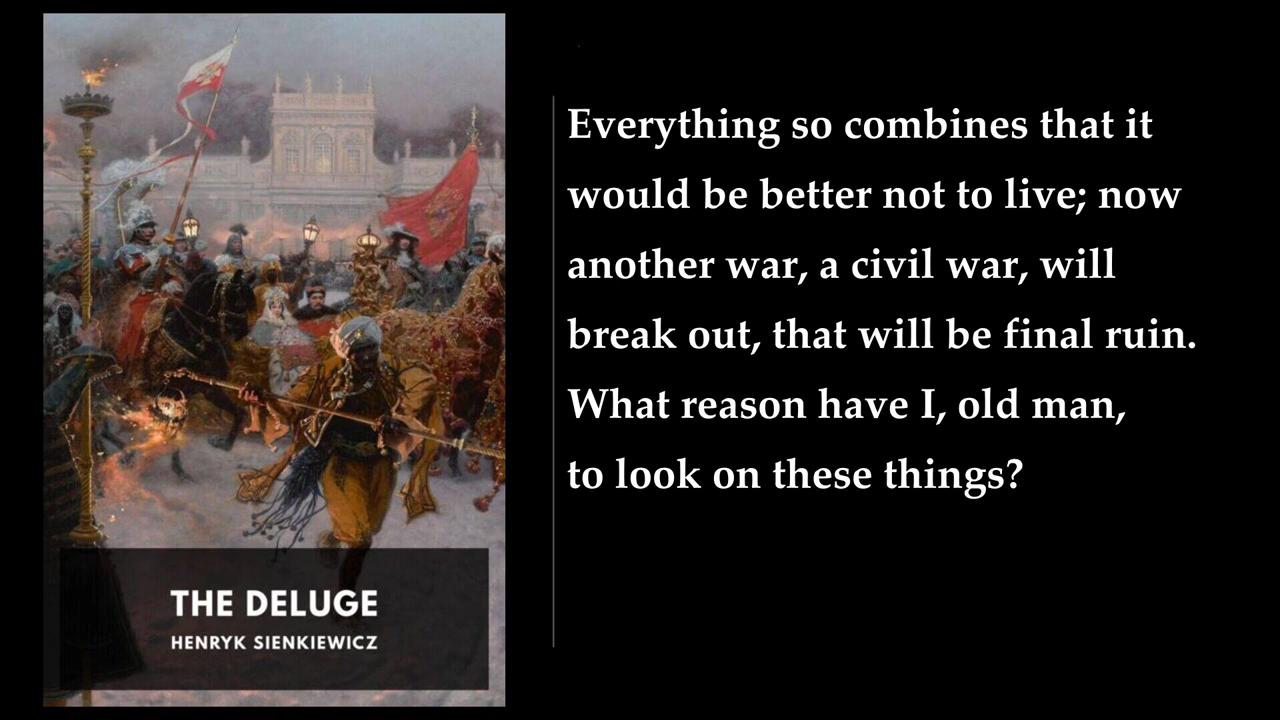 Everything so combines that it
would be better not to live; now
another war, a civil war, will
break out, that will be final ruin.
What reason have I, old man,
to look on these things?
THE DELUGE
HENRYK SIENKIEWICZ